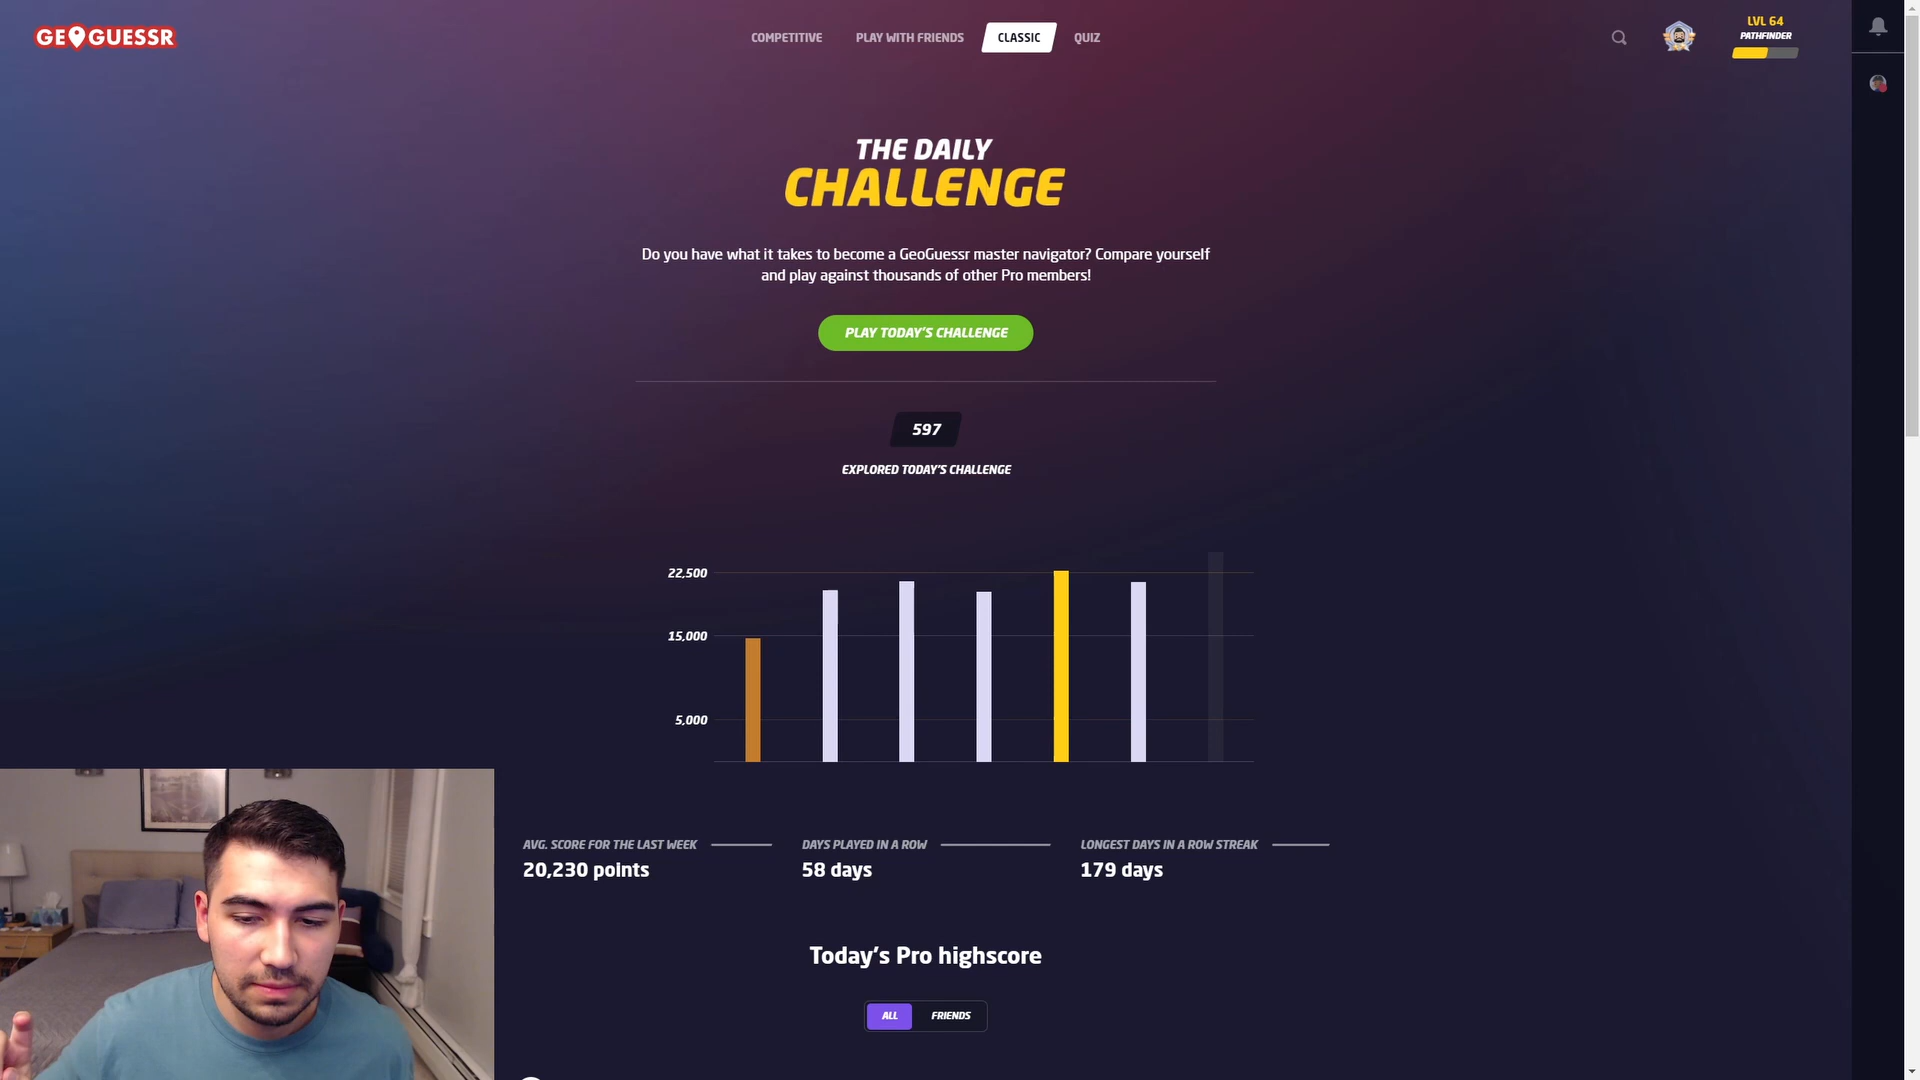 GEOGUESSR
COMPETITIVE
PLAY WITH FRIENDS
CLASSIC
QUIZ
LVL 64
PATHFINDER
THE DAILY
CHALLENGE
Do you have what it takes to become a GeoGuessr master navigator? Compare yourself
and play against thousands of other Pro members!
PLAY TODAY'S CHALLENGE
597
EXPLORED TODAY'S CHALLENGE
22,500
15,000
5,000
AVG. SCORE FOR THE LAST WEEK
20,230 points
DAYS PLAYED IN A ROW
58 days
LONGEST DAYS IN A ROW STREAK
179 days
Today's Pro highscore
ALL
FRIENDS